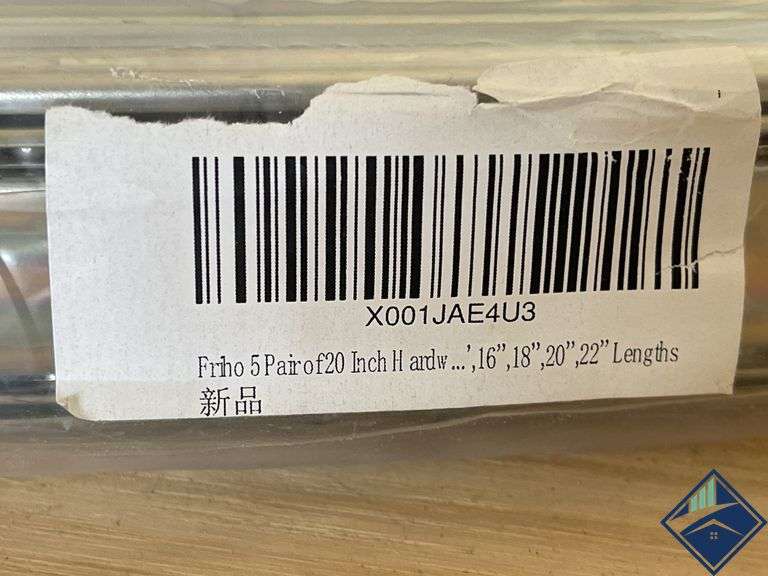 X001JAE4U3
Friho 5 Pair of 20 Inch Hardw...',16",18",20",22" Lengths
新品